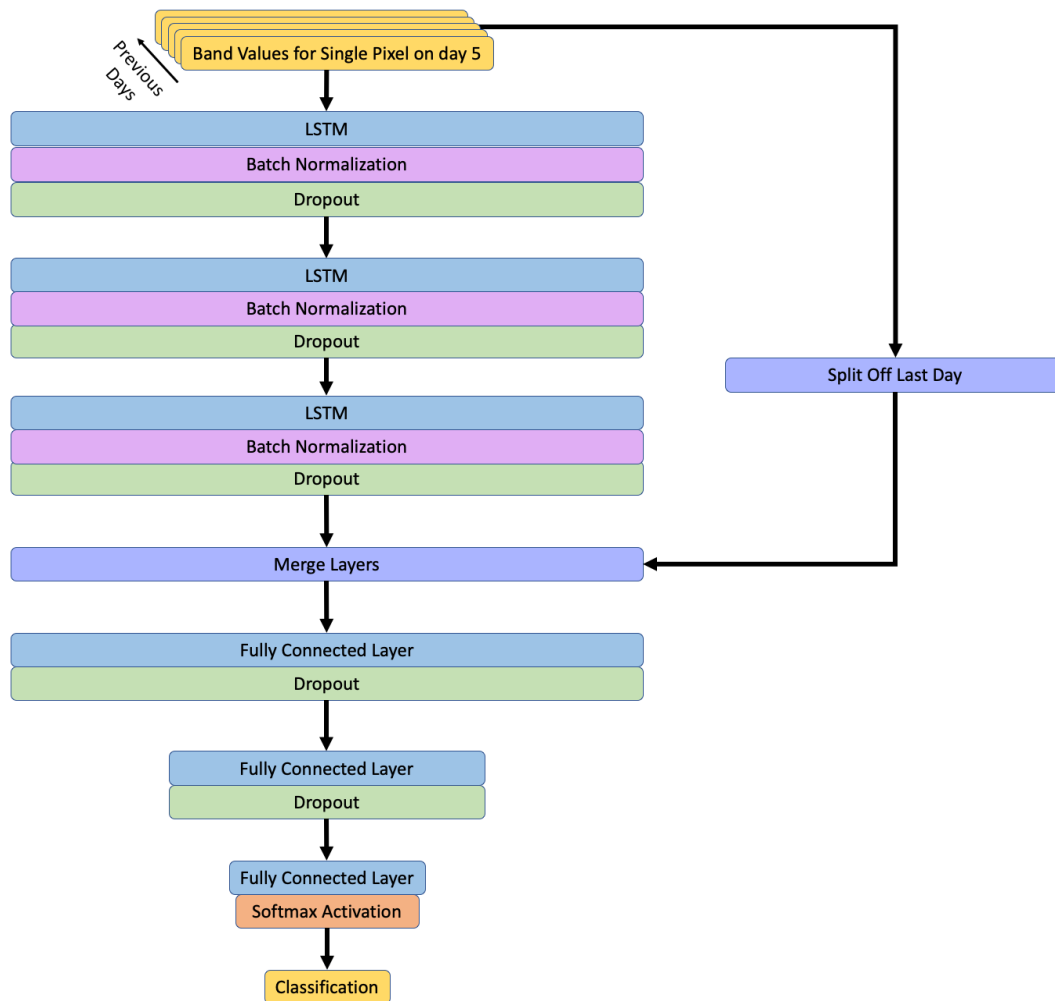 Band Values for Single Pixel on day 5
Previous
Days
LSTM
Batch Normalization
Dropout
LSTM
Batch Normalization
Dropout
Split Off Last Day
LSTM
Batch Normalization
Dropout
Merge Layers
Fully Connected Layer
Dropout
Fully Connected Layer
Dropout
Fully Connected Layer
Softmax Activation
Classification